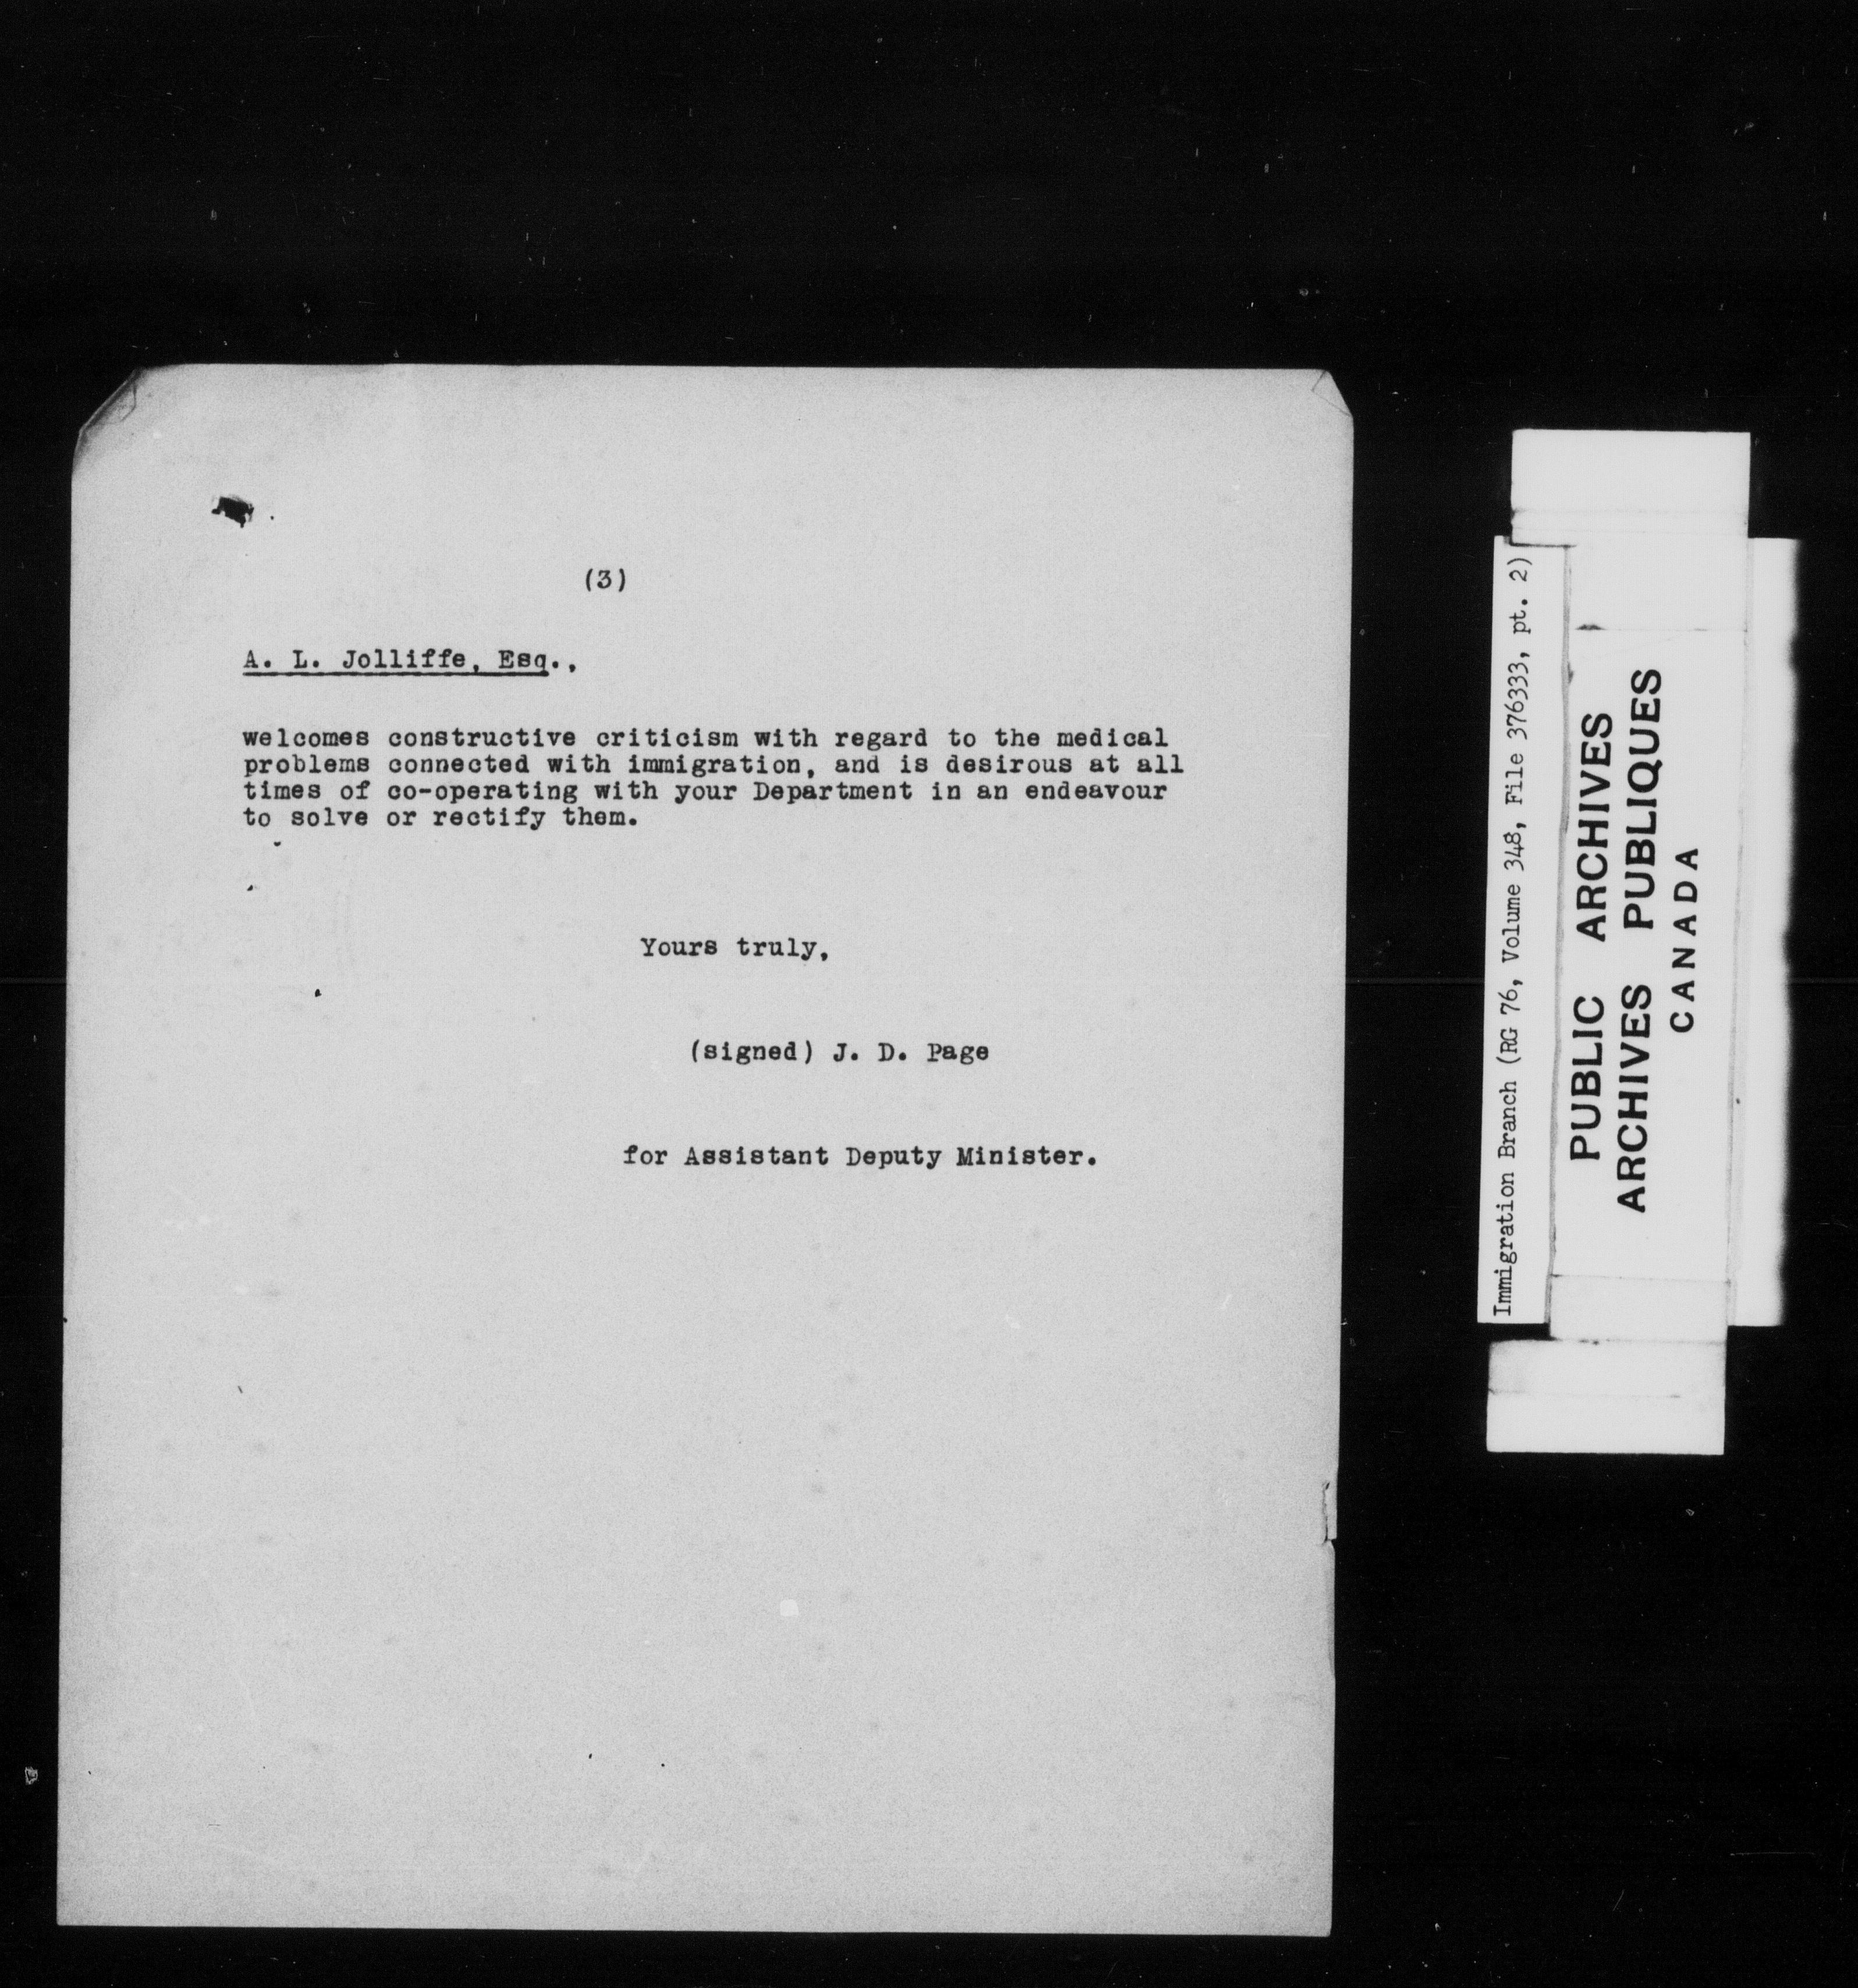 (3)
A. L. Jolliffe, Esq.,
welcomes constructive criticism with regard to the medical
problems connected with immigration, and is desirous at all
times of co-operating with your Department in an endeavour
to solve or rectify them.
Yours truly,
(signed) J. D. Page
for Assistant Deputy Minister.
Immigration Branch (RG 76, Volume 348, File 376333, pt. 2)
PUBLIC ARCHIVES
ARCHIVES PUBLIQUES
CANADA